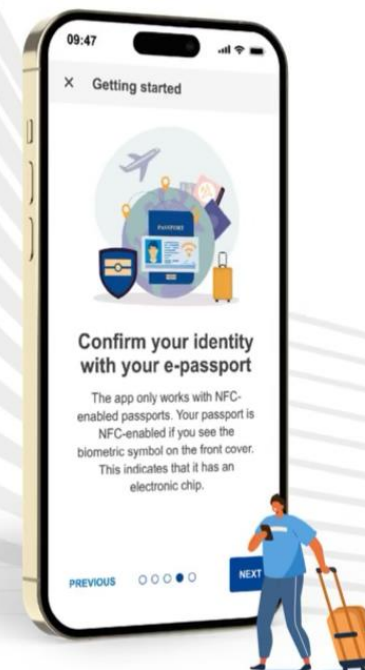 09:47
× Getting started
PASSPORT
Confirm your identity
with your e-passport
The app only works with NFC-
enabled passports. Your passport is
NFC-enabled if you see the
biometric symbol on the front cover.
This indicates that it has an
electronic chip.
PREVIOUS
NEXT